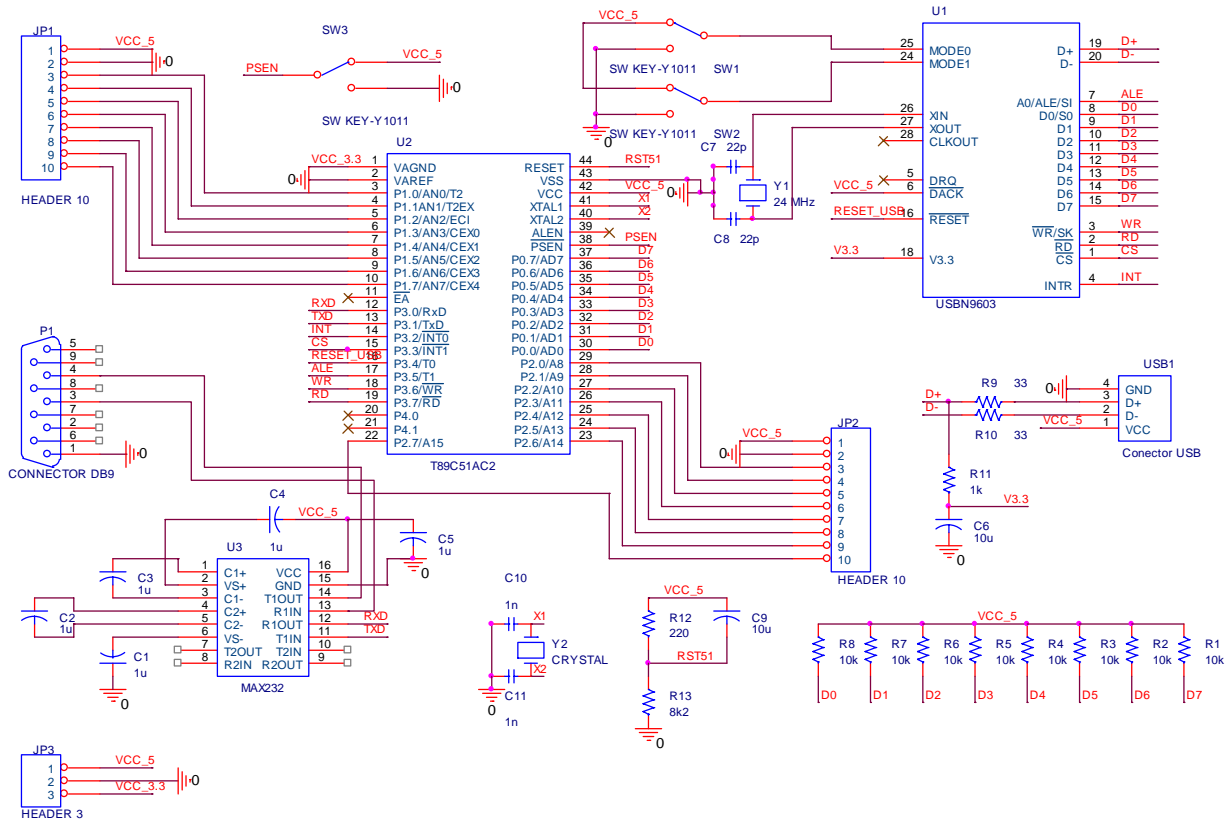 JP1
1
2
3
4
5
6
7
8
9
10
VCC_5
0
HEADER 10
SW3
PSEN
VCC_5
0
SW KEY-Y1011
VCC_5
SW KEY-Y1011
SW1
SW KEY-Y1011
SW2
0
U1
25 MODE0
24 MODE1
26 XIN
27 XOUT
28 CLKOUT
5 DRQ
VCC_5 6 DACK
RESET_USB 16 RESET
V3.3 18 V3.3
D+ 19 D+
D- 20 D-
A0/ALE/SI 7 ALE
D0/S0 8 D0
D1 9 D1
D2 10 D2
D3 11 D3
D4 12 D4
D5 13 D5
D6 14 D6
D7 15 D7
WR/SK 3 WR
RD 2 RD
CS 1 CS
INTR 4 INT
USBN9603
C7 22p
Y1
24 MHz
C8 22p
0
U2
VCC_3.3 1 VAGND
0 2 VAREF
3 P1.0/AN0/T2
4 P1.1AN1/T2EX
5 P1.2/AN2/ECI
6 P1.3/AN3/CEX0
7 P1.4/AN4/CEX1
8 P1.5/AN5/CEX2
9 P1.6/AN6/CEX3
10 P1.7/AN7/CEX4
11 EA
RXD 12 P3.0/RxD
TXD 13 P3.1/TxD
INT 14 P3.2/INT0
CS 15 P3.3/INT1
RESET_USB 16 P3.4/T0
ALE 17 P3.5/T1
WR 18 P3.6/WR
RD 19 P3.7/RD
20 P4.0
21 P4.1
22 P2.7/A15
RESET 44 RST51
VSS 43
VCC 42 VCC_5
XTAL1 41 X1
XTAL2 40 X2
ALEN 39
PSEN 38 PSEN
P0.7/AD7 37 D7
P0.6/AD6 36 D6
P0.5/AD5 35 D5
P0.4/AD4 34 D4
P0.3/AD3 33 D3
P0.2/AD2 32 D2
P0.1/AD1 31 D1
P0.0/AD0 30 D0
P2.0/A8 29
P2.1/A9 28
P2.2/A10 27
P2.3/A11 26
P2.4/A12 25
P2.5/A13 24
P2.6/A14 23
T89C51AC2
P1
5
9
4
8
3
7
2
6
1
0
CONNECTOR DB9
JP2
VCC_5
0
1
2
3
4
5
6
7
8
9
10
HEADER 10
USB1
0 4 GND
3 D+
2 D-
VCC_5 1 VCC
Conector USB
D+ R9 33
D-
R10 33
R11
1k
V3.3
C6
10u
0
C4
1u
VCC_5
C5
1u
0
U3
1 C1+
2 VS+
3 C1-
4 C2+
5 C2-
6 VS-
7 T2OUT
8 R2IN
VCC 16
GND 15
T1OUT 14
R1IN 13
R1OUT 12 RXD
T1IN 11 TXD
T2IN 10
R2OUT 9
MAX232
C3
1u
C2
1u
C1
1u
0
C10
1n
X1
Y2
CRYSTAL
X2
C11
1n
0
VCC_5
R12
220
C9
10u
RST51
R13
8k2
0
VCC_5
R8
10k
R7
10k
R6
10k
R5
10k
R4
10k
R3
10k
R2
10k
R1
10k
D0
D1
D2
D3
D4
D5
D6
D7
JP3
1 VCC_5
2 0
3 VCC_3.3
HEADER 3